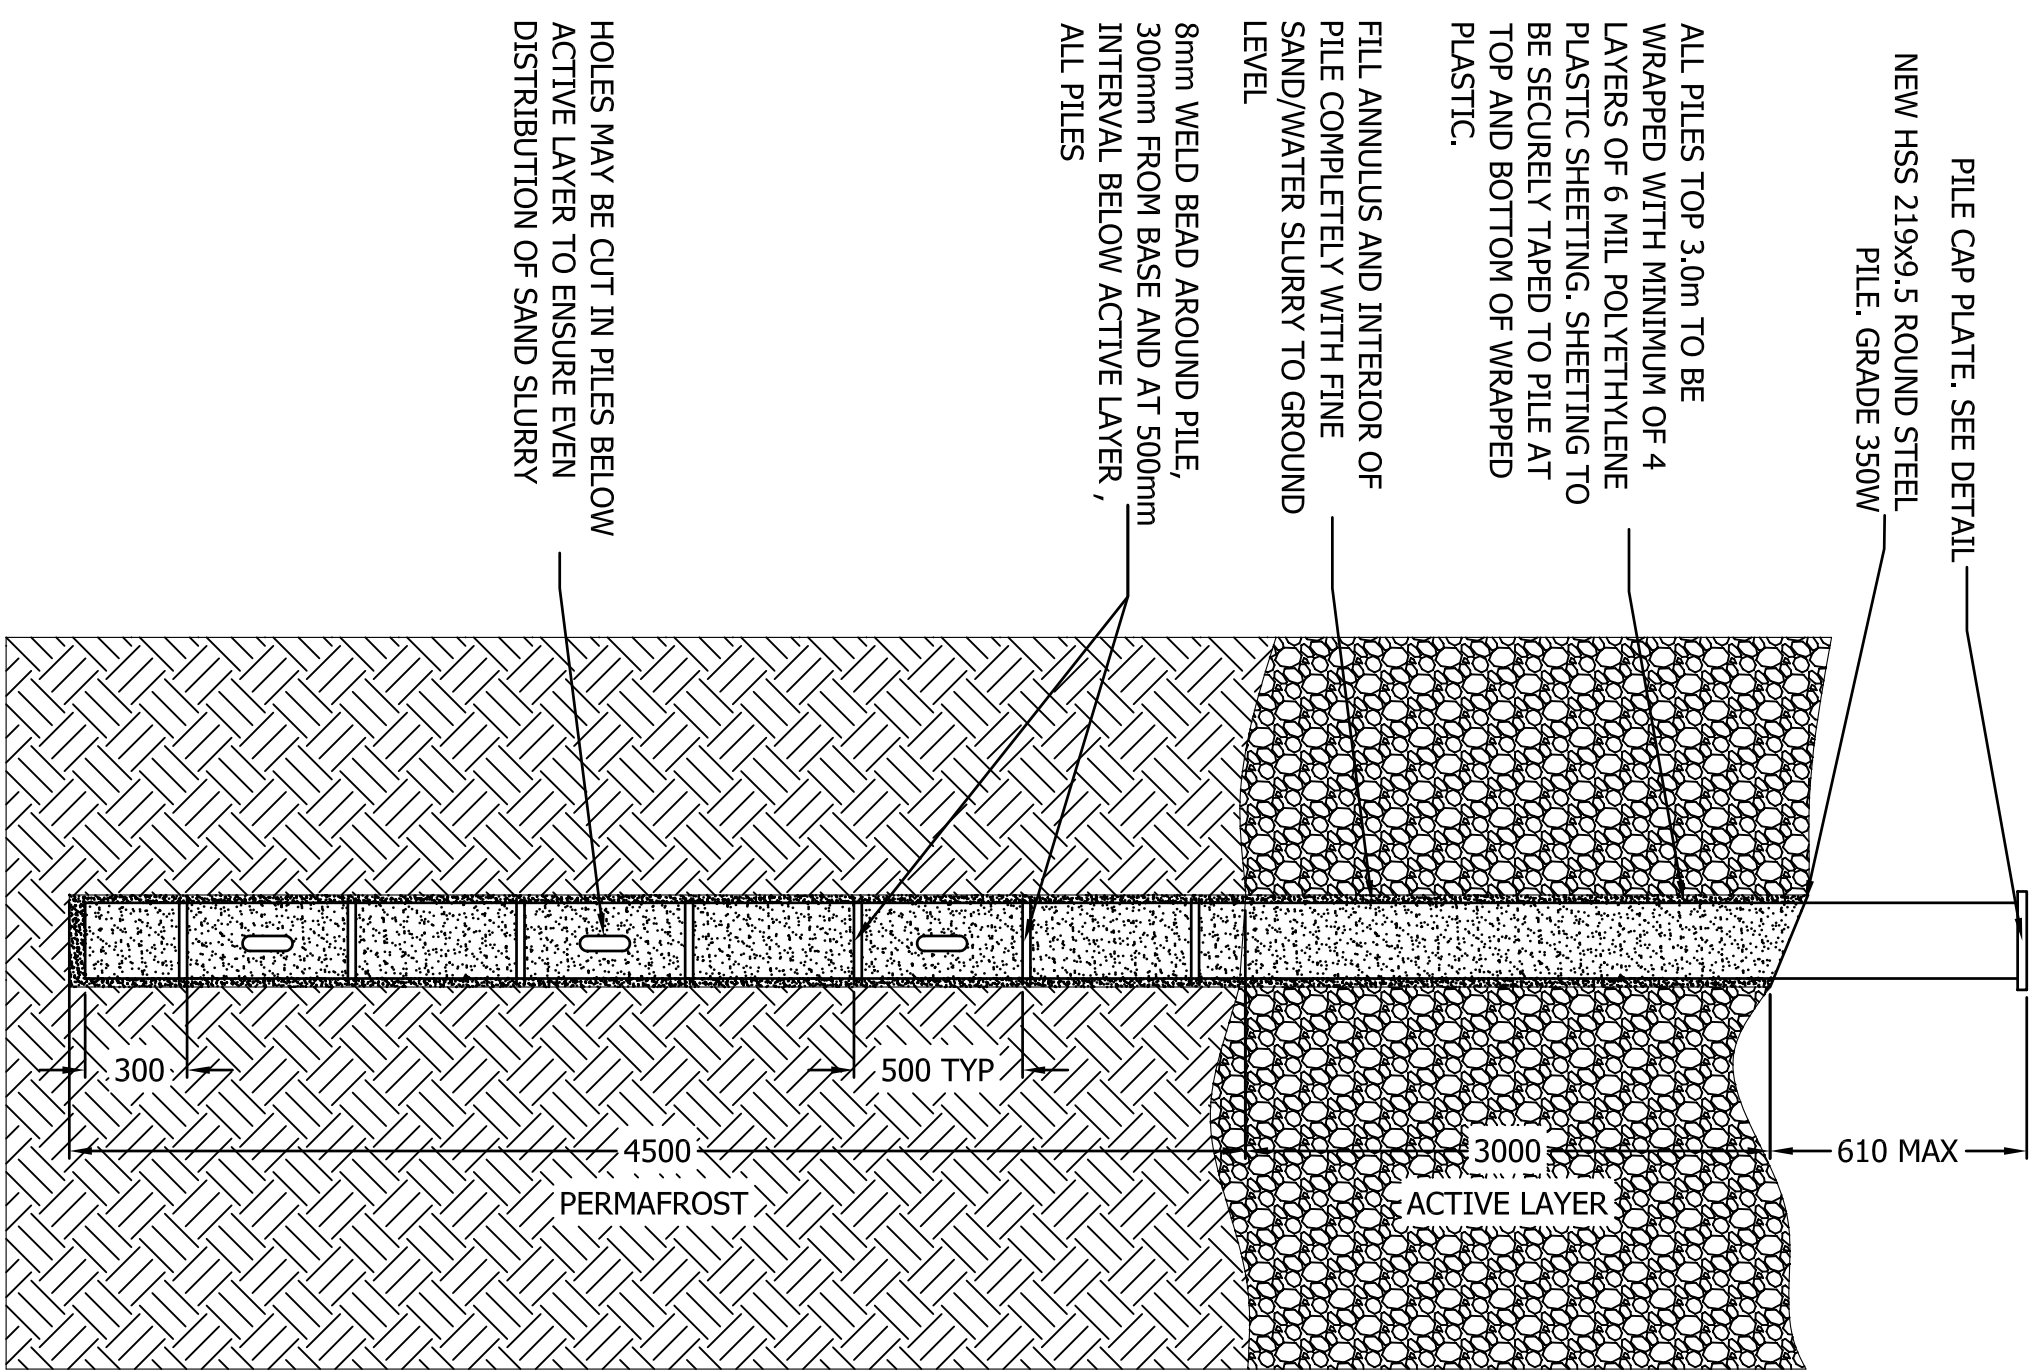 PILE CAP PLATE. SEE DETAIL
NEW HSS 219x9.5 ROUND STEEL
PILE. GRADE 350W
ALL PILES TOP 3.0m TO BE
WRAPPED WITH MINIMUM OF 4
LAYERS OF 6 MIL POLYETHYLENE
PLASTIC SHEETING. SHEETING TO
BE SECURELY TAPED TO PILE AT
TOP AND BOTTOM OF WRAPPED
PLASTIC.
FILL ANNULUS AND INTERIOR OF
PILE COMPLETELY WITH FINE
SAND/WATER SLURRY TO GROUND
LEVEL
8mm WELD BEAD AROUND PILE,
300mm FROM BASE AND AT 500mm
INTERVAL BELOW ACTIVE LAYER ,
ALL PILES
HOLES MAY BE CUT IN PILES BELOW
ACTIVE LAYER TO ENSURE EVEN
DISTRIBUTION OF SAND SLURRY
610 MAX
3000
ACTIVE LAYER
500 TYP
4500
PERMAFROST
300